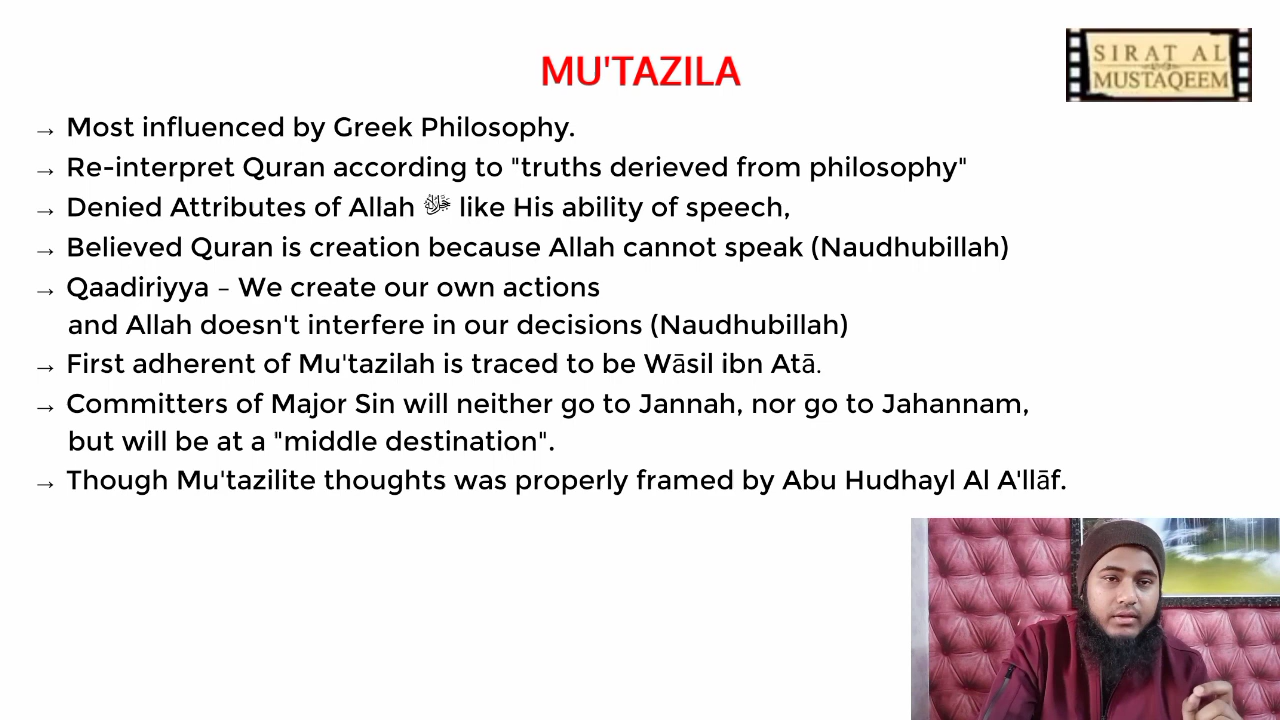 SIRAT AL
MUSTAQEEM
MU'TAZILA
→ Most influenced by Greek Philosophy.
→ Re-interpret Quran according to "truths derieved from philosophy"
→ Denied Attributes of Allah ﷻ like His ability of speech,
→ Believed Quran is creation because Allah cannot speak (Naudhubillah)
→ Qaadiriyya – We create our own actions
and Allah doesn't interfere in our decisions (Naudhubillah)
→ First adherent of Mu'tazilah is traced to be Wāsil ibn Atā.
→ Committers of Major Sin will neither go to Jannah, nor go to Jahannam,
but will be at a "middle destination".
→ Though Mu'tazilite thoughts was properly framed by Abu Hudhayl Al A'llāf.